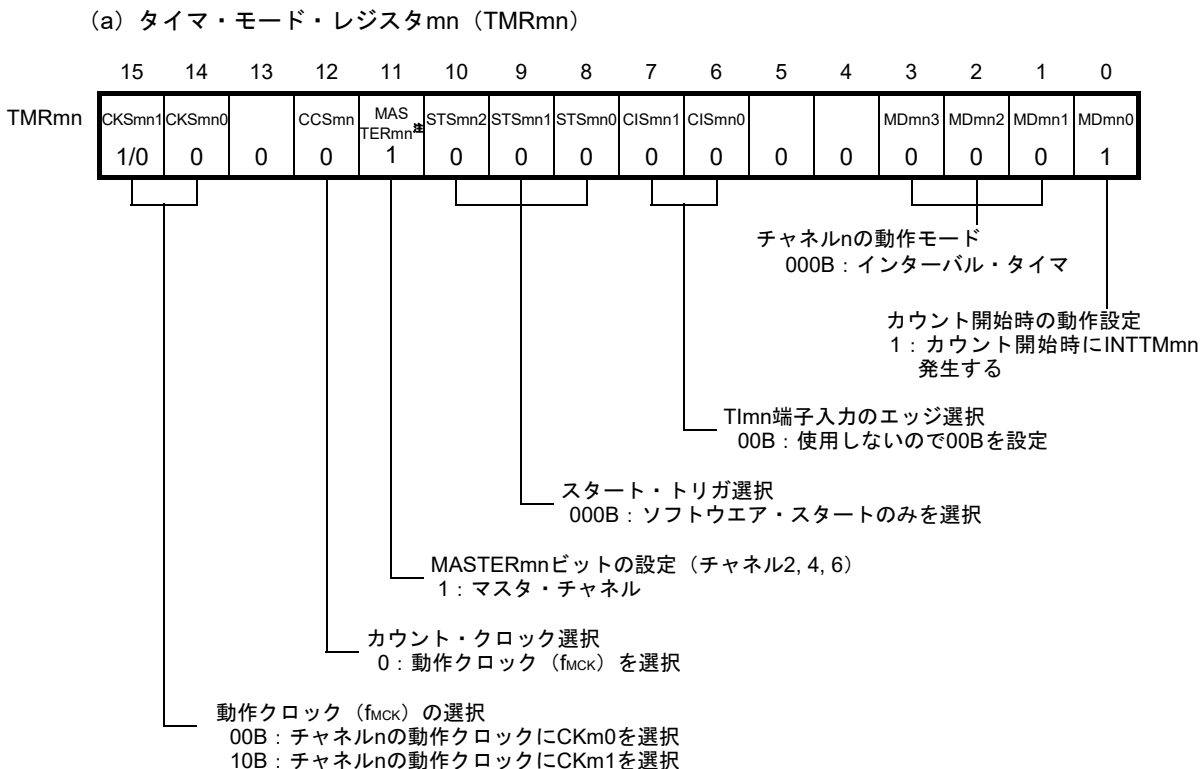 （a）タイマ・モード・レジスタmn（TMRmn）
15 14 13 12 11 10 9 8 7 6 5 4 3 2 1 0
TMRmn CKSmn1 CKSmn0 CCSmn MAS STSmn2 STSmn1 STSmn0 CISmn1 CISmn0 MDmn3 MDmn2 MDmn1 MDmn0
TERmn注
1/0 0 0 0 1 0 0 0 0 0 0 0 0 0 0 1
チャネルnの動作モード
000B：インターバル・タイマ
カウント開始時の動作設定
1：カウント開始時にINTTMmn
発生する
TImn端子入力のエッジ選択
00B：使用しないので00Bを設定
スタート・トリガ選択
000B：ソフトウエア・スタートのみを選択
MASTERmnビットの設定（チャネル2, 4, 6）
1：マスタ・チャネル
カウント・クロック選択
0：動作クロック（fMCK）を選択
動作クロック（fMCK）の選択
00B：チャネルnの動作クロックにCKm0を選択
10B：チャネルnの動作クロックにCKm1を選択